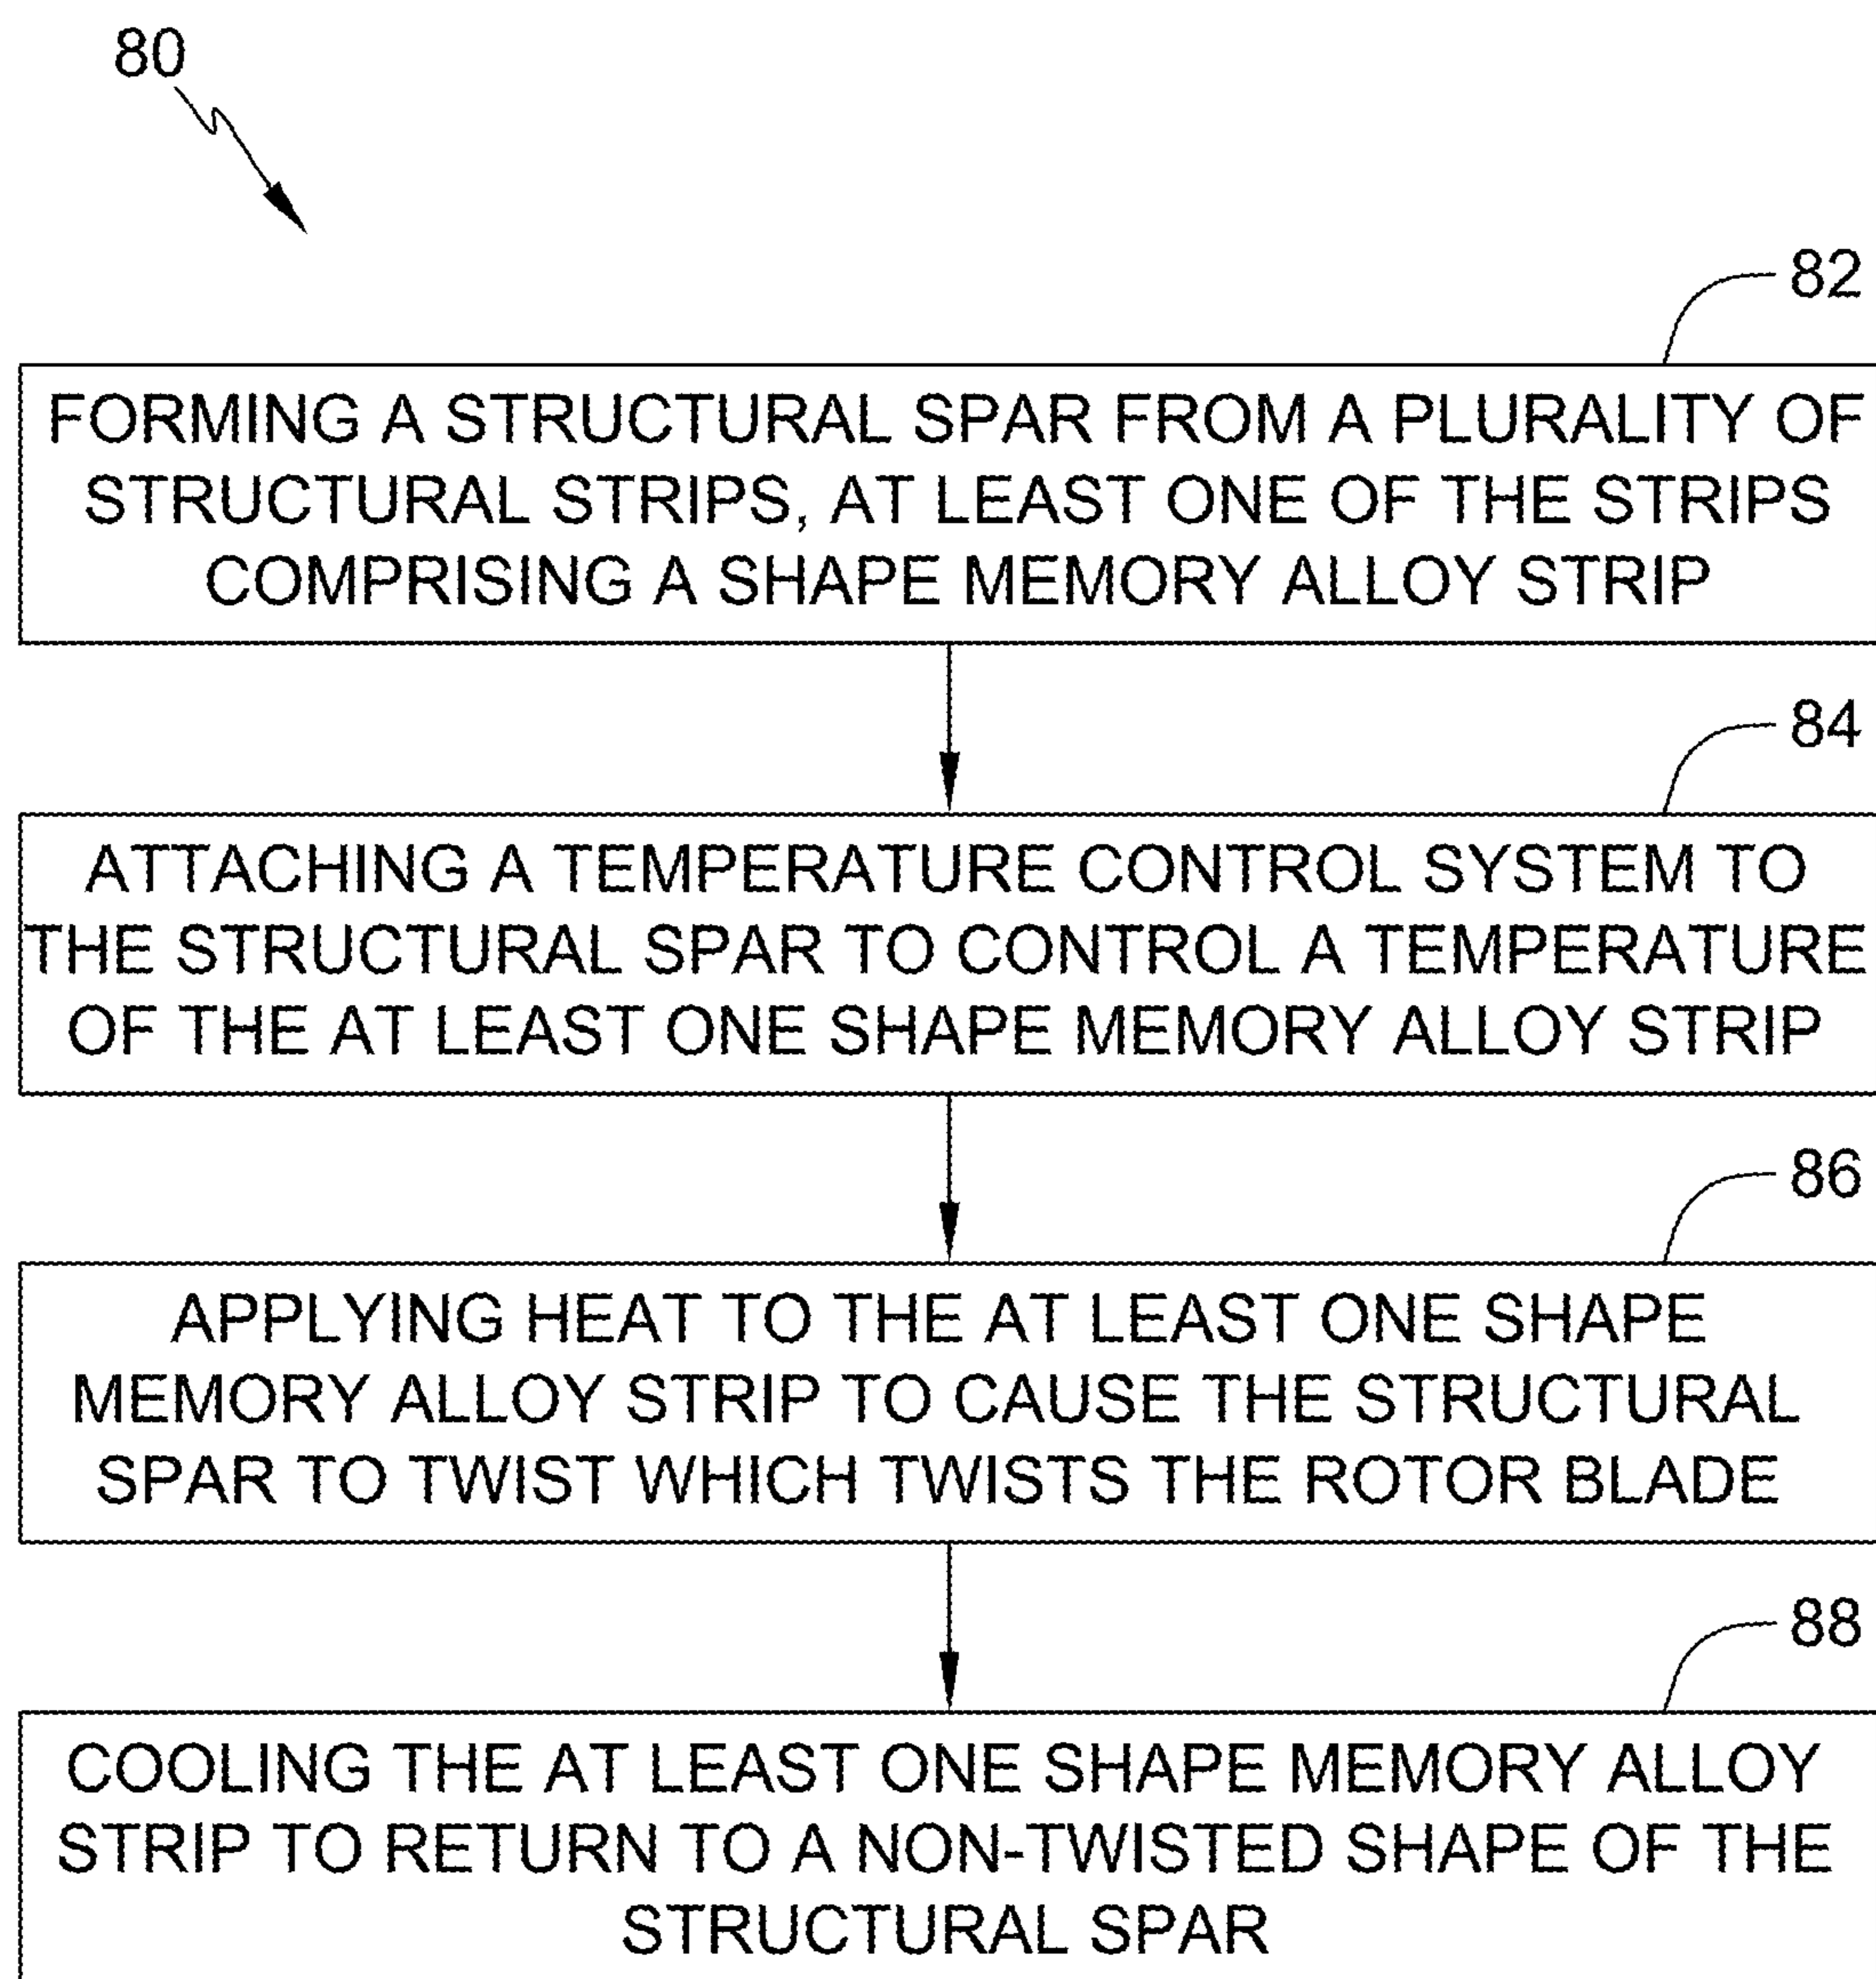 80
82
FORMING A STRUCTURAL SPAR FROM A PLURALITY OF
STRUCTURAL STRIPS, AT LEAST ONE OF THE STRIPS
COMPRISING A SHAPE MEMORY ALLOY STRIP
84
ATTACHING A TEMPERATURE CONTROL SYSTEM TO
THE STRUCTURAL SPAR TO CONTROL A TEMPERATURE
OF THE AT LEAST ONE SHAPE MEMORY ALLOY STRIP
86
APPLYING HEAT TO THE AT LEAST ONE SHAPE
MEMORY ALLOY STRIP TO CAUSE THE STRUCTURAL
SPAR TO TWIST WHICH TWISTS THE ROTOR BLADE
88
COOLING THE AT LEAST ONE SHAPE MEMORY ALLOY
STRIP TO RETURN TO A NON-TWISTED SHAPE OF THE
STRUCTURAL SPAR